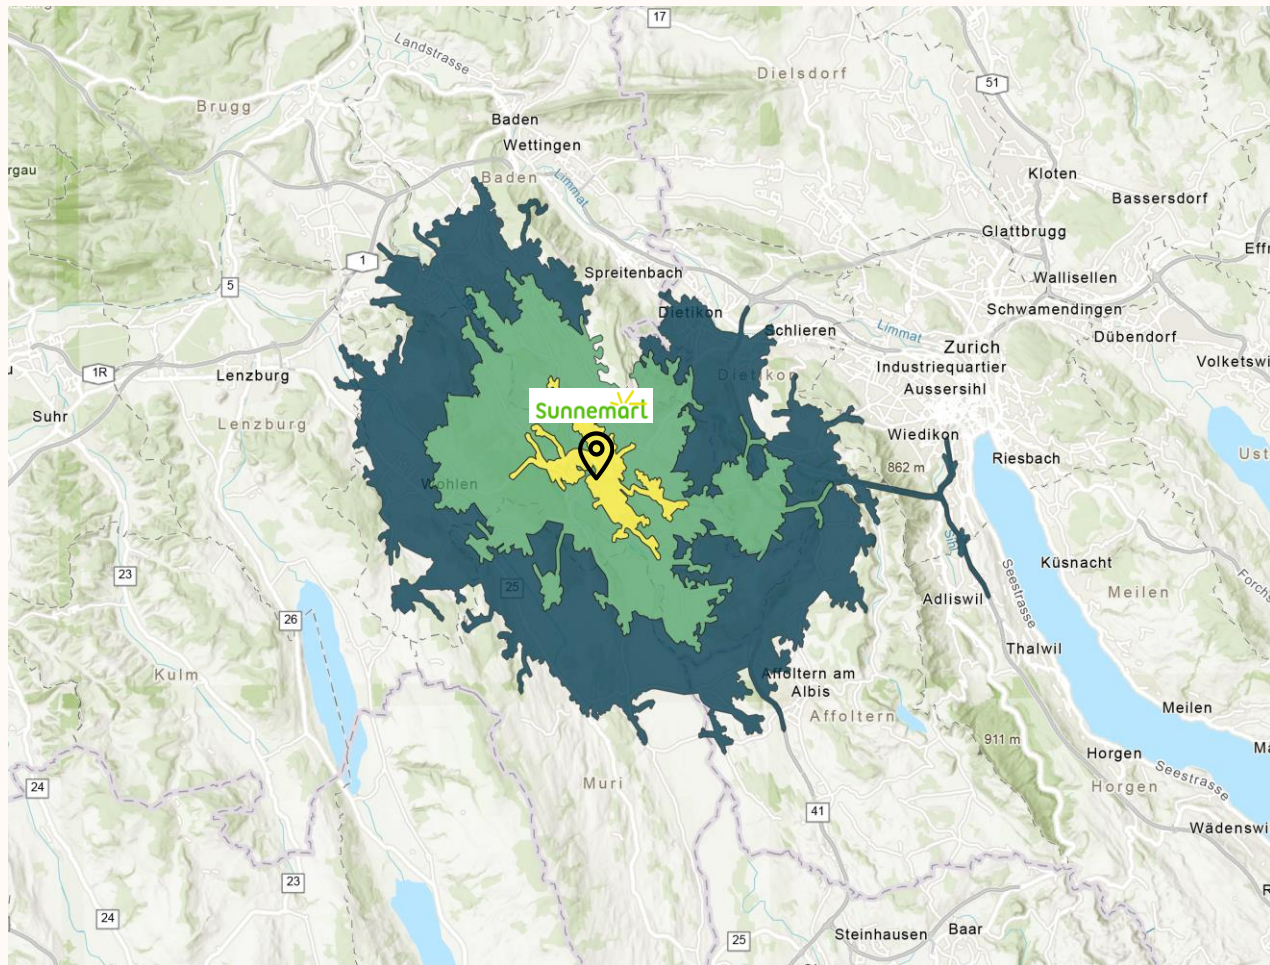 17
Landstrasse
Dielsdorf
51
Brugg
Baden
Wettingen
rgau
Baden
Limmat
Kloten
Bassersdorf
Glattbrugg
Effr
1
Spreitenbach
Wallisellen
5
Dietikon
Schwamendingen
Schlieren
Limmat
Dübendorf
Zurich
Volketswi
1R
Lenzburg
Dietikon
Industriequartier
Aussersihl
Suhr
Sunnemart
Lenzburg
Wiedikon
Riesbach
862 m
Ust
Wohlen
Sihl
23
25
Küsnacht
Seestrasse
Forchs
Adliswil
Meilen
26
Thalwil
Kulm
Affoltern am
Albis
Affoltern
Meilen
911 m
Horgen
Ma
Seestrasse
24
Muri
Horgen
41
Wädenswi
23
R
24
25
Steinhausen
Baar